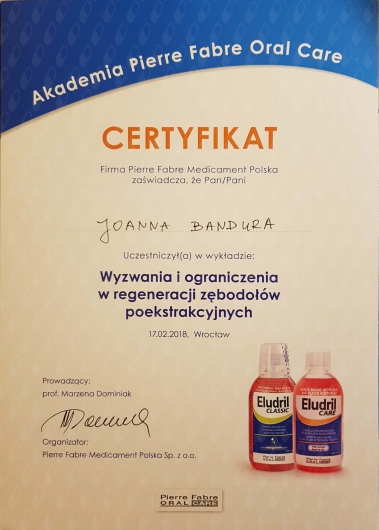 Akademia Pierre Fabre Oral Care
CERTYFIKAT
Firma Pierre Fabre Medicament Polska
zaświadcza, że Pan/Pani
JOANNA BANDURA
Uczestniczył(a) w wykładzie:
Wyzwania i ograniczenia
w regeneracji zębodołów
poekstrakcyjnych
17.02.2018, Wrocław
Prowadzący:
prof. Marzena Dominiak
Organizator:
Pierre Fabre Medicament Polska Sp. z o.o.
Eludril
CLASSIC
Eludril
CARE
Pierre Fabre
ORAL CARE